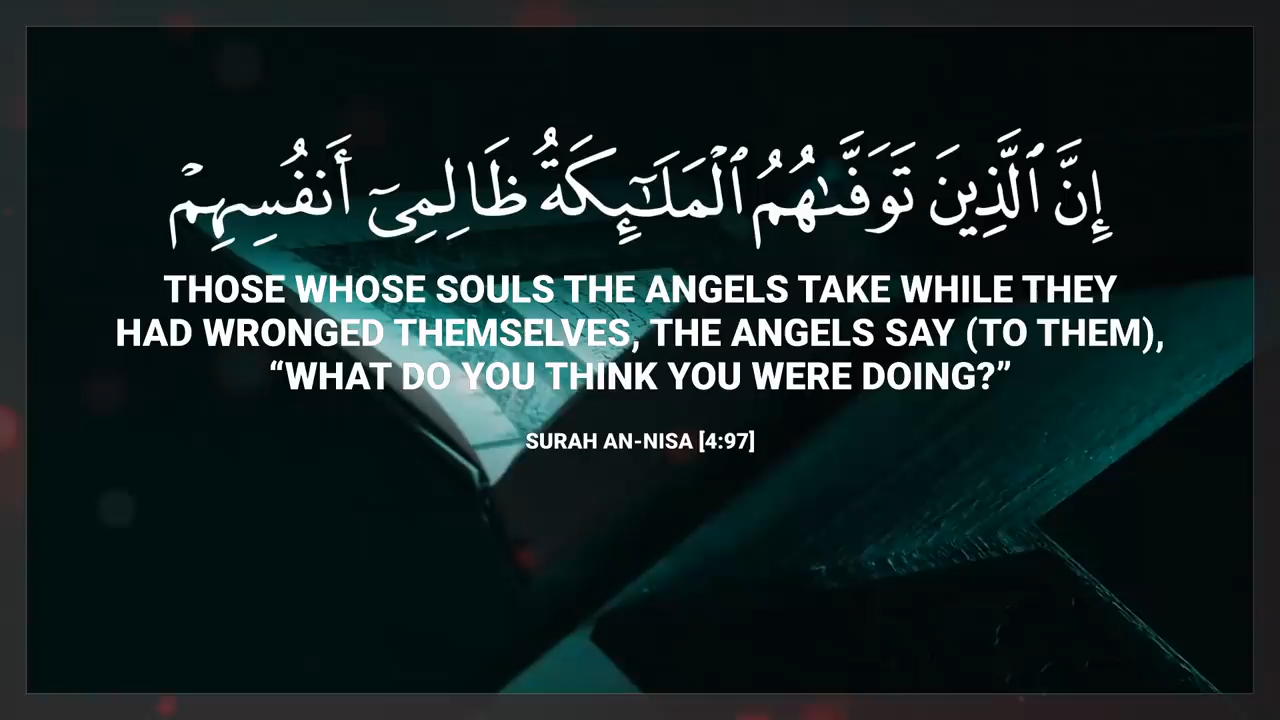 إِنَّ ٱلَّذِينَ تَوَفَّىٰهُمُ ٱلْمَلَـٰٓئِكَةُ ظَالِمِىٓ أَنفُسِهِمْ
THOSE WHOSE SOULS THE ANGELS TAKE WHILE THEY
HAD WRONGED THEMSELVES, THE ANGELS SAY (TO THEM),
“WHAT DO YOU THINK YOU WERE DOING?”
SURAH AN-NISA [4:97]